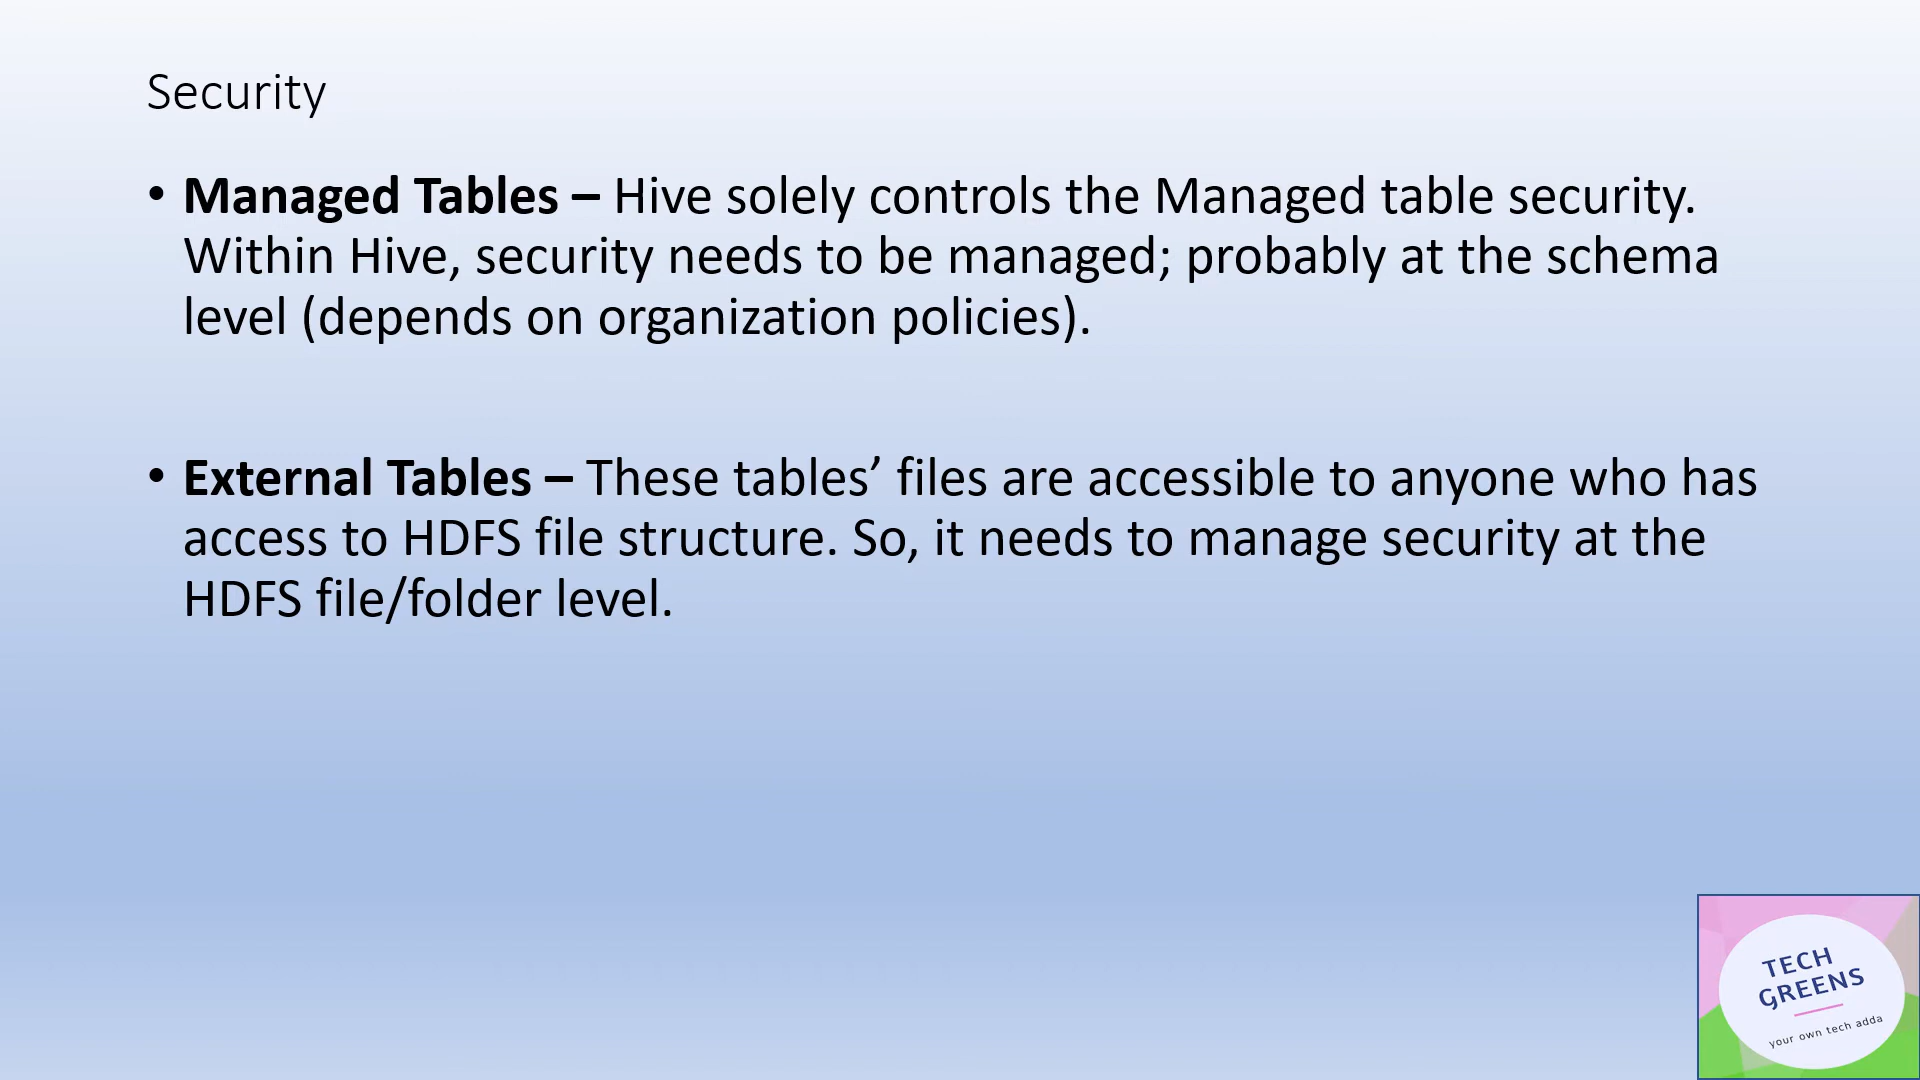 Security
• Managed Tables – Hive solely controls the Managed table security.
Within Hive, security needs to be managed; probably at the schema
level (depends on organization policies).
• External Tables – These tables’ files are accessible to anyone who has
access to HDFS file structure. So, it needs to manage security at the
HDFS file/folder level.
TECH
GREENS
your own tech adda